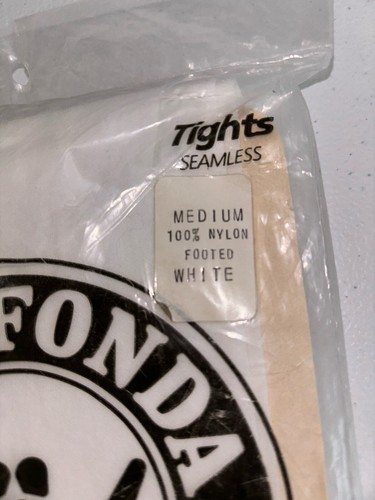 Tights
SEAMLESS
MEDIUM
100% NYLON
FOOTED
WHITE
FONDA